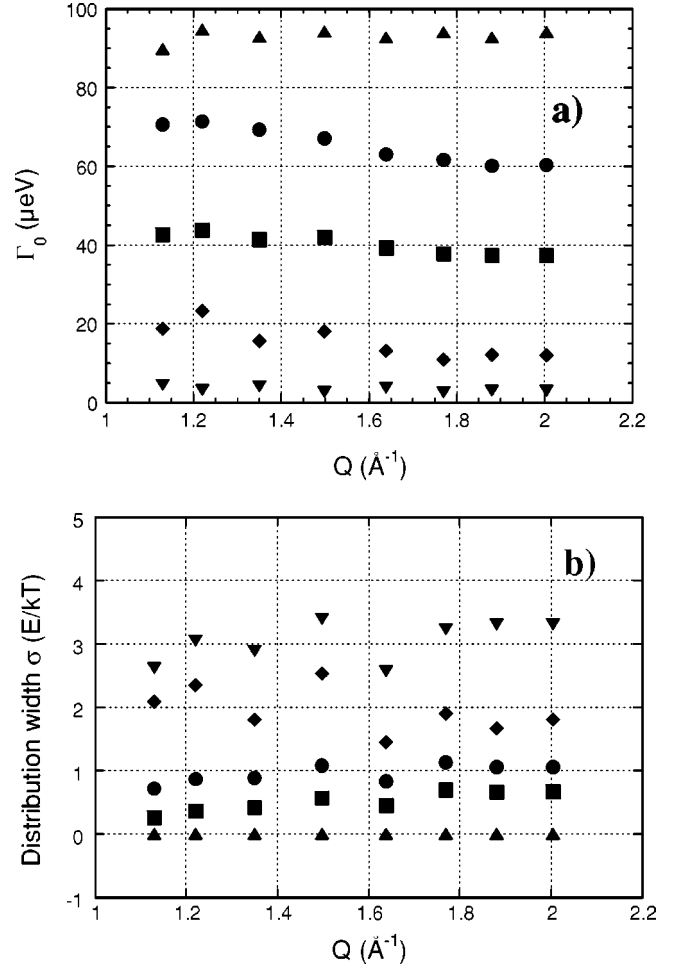 100
80
60
40
20
0
Γ₀ (μeV)
a)
1 1.2 1.4 1.6 1.8 2 2.2
Q (Å⁻¹)
5
4
3
2
1
0
-1
Distribution width σ (E/kT)
b)
1 1.2 1.4 1.6 1.8 2 2.2
Q (Å⁻¹)